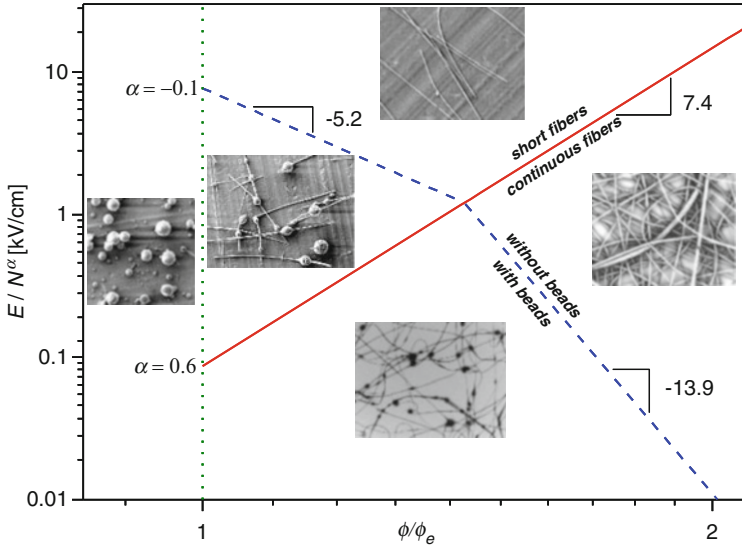 10
1
0.1
0.01
E / N^α [kV/cm]
α = –0.1
α = 0.6
-5.2
7.4
-13.9
short fibers
continuous fibers
without beads
with beads
1
ϕ/ϕ_e
2